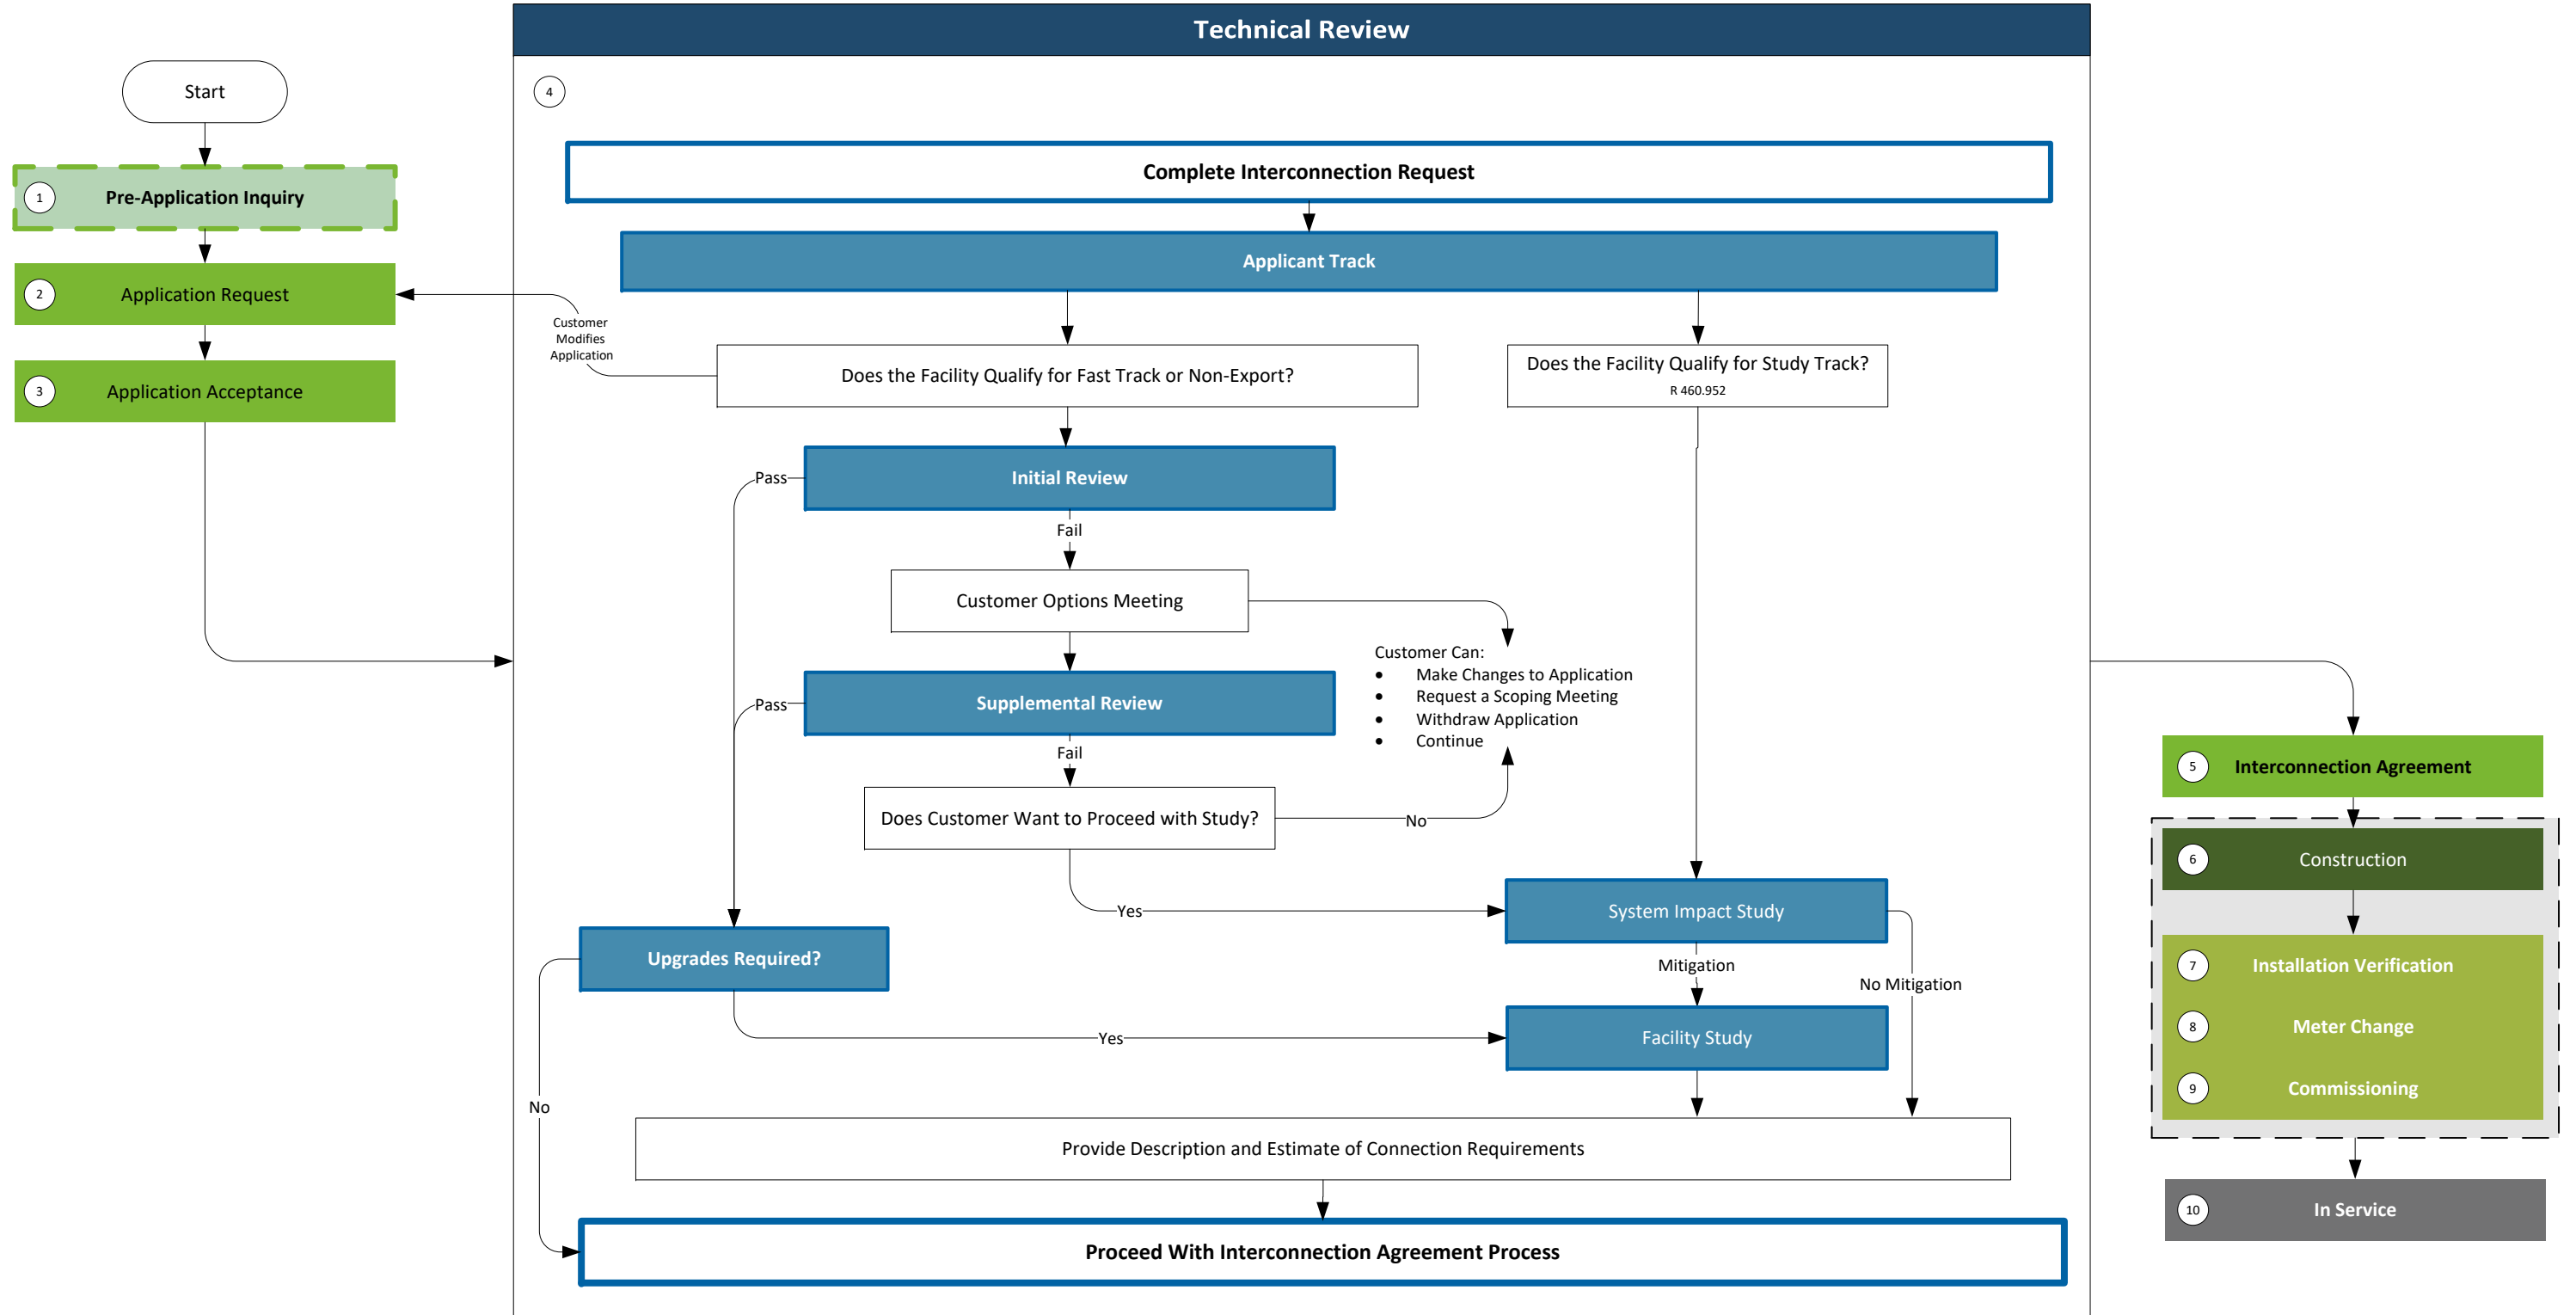 Technical Review
Start
4
1
Pre-Application Inquiry
2
Application Request
3
Application Acceptance
Complete Interconnection Request
Applicant Track
Customer
Modifies
Application
Does the Facility Qualify for Fast Track or Non-Export?
Does the Facility Qualify for Study Track?
R 460.952
Pass
Initial Review
Fail
Customer Options Meeting
Customer Can:
• Make Changes to Application
• Request a Scoping Meeting
• Withdraw Application
• Continue
Pass
Supplemental Review
Fail
Does Customer Want to Proceed with Study?
No
Yes
System Impact Study
Upgrades Required?
Mitigation
No Mitigation
Yes
Facility Study
No
Provide Description and Estimate of Connection Requirements
Proceed With Interconnection Agreement Process
5
Interconnection Agreement
6
Construction
7
Installation Verification
8
Meter Change
9
Commissioning
10
In Service